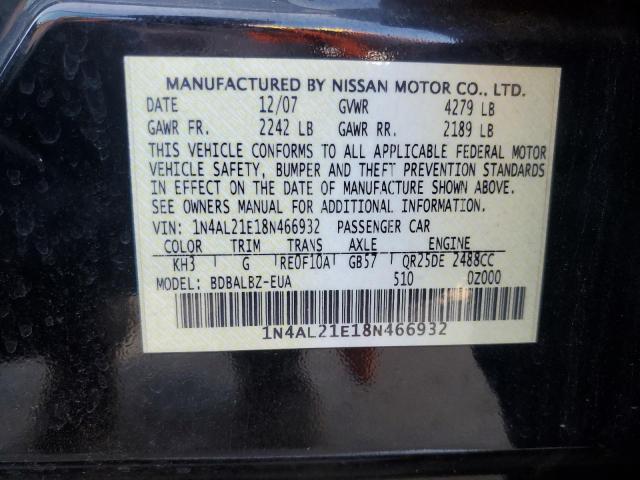 MANUFACTURED BY NISSAN MOTOR CO., LTD.
DATE 12/07 GVWR 4279 LB
GAWR FR. 2242 LB GAWR RR. 2189 LB
THIS VEHICLE CONFORMS TO ALL APPLICABLE FEDERAL MOTOR
VEHICLE SAFETY, BUMPER AND THEFT PREVENTION STANDARDS
IN EFFECT ON THE DATE OF MANUFACTURE SHOWN ABOVE.
SEE OWNERS MANUAL FOR ADDITIONAL INFORMATION.
VIN: 1N4AL21E18N466932 PASSENGER CAR
COLOR TRIM TRANS AXLE ENGINE
KH3 G RE0F10A GB57 QR25DE 2488CC
MODEL: BDBALBZ-EUA 510 0Z000
1N4AL21E18N466932